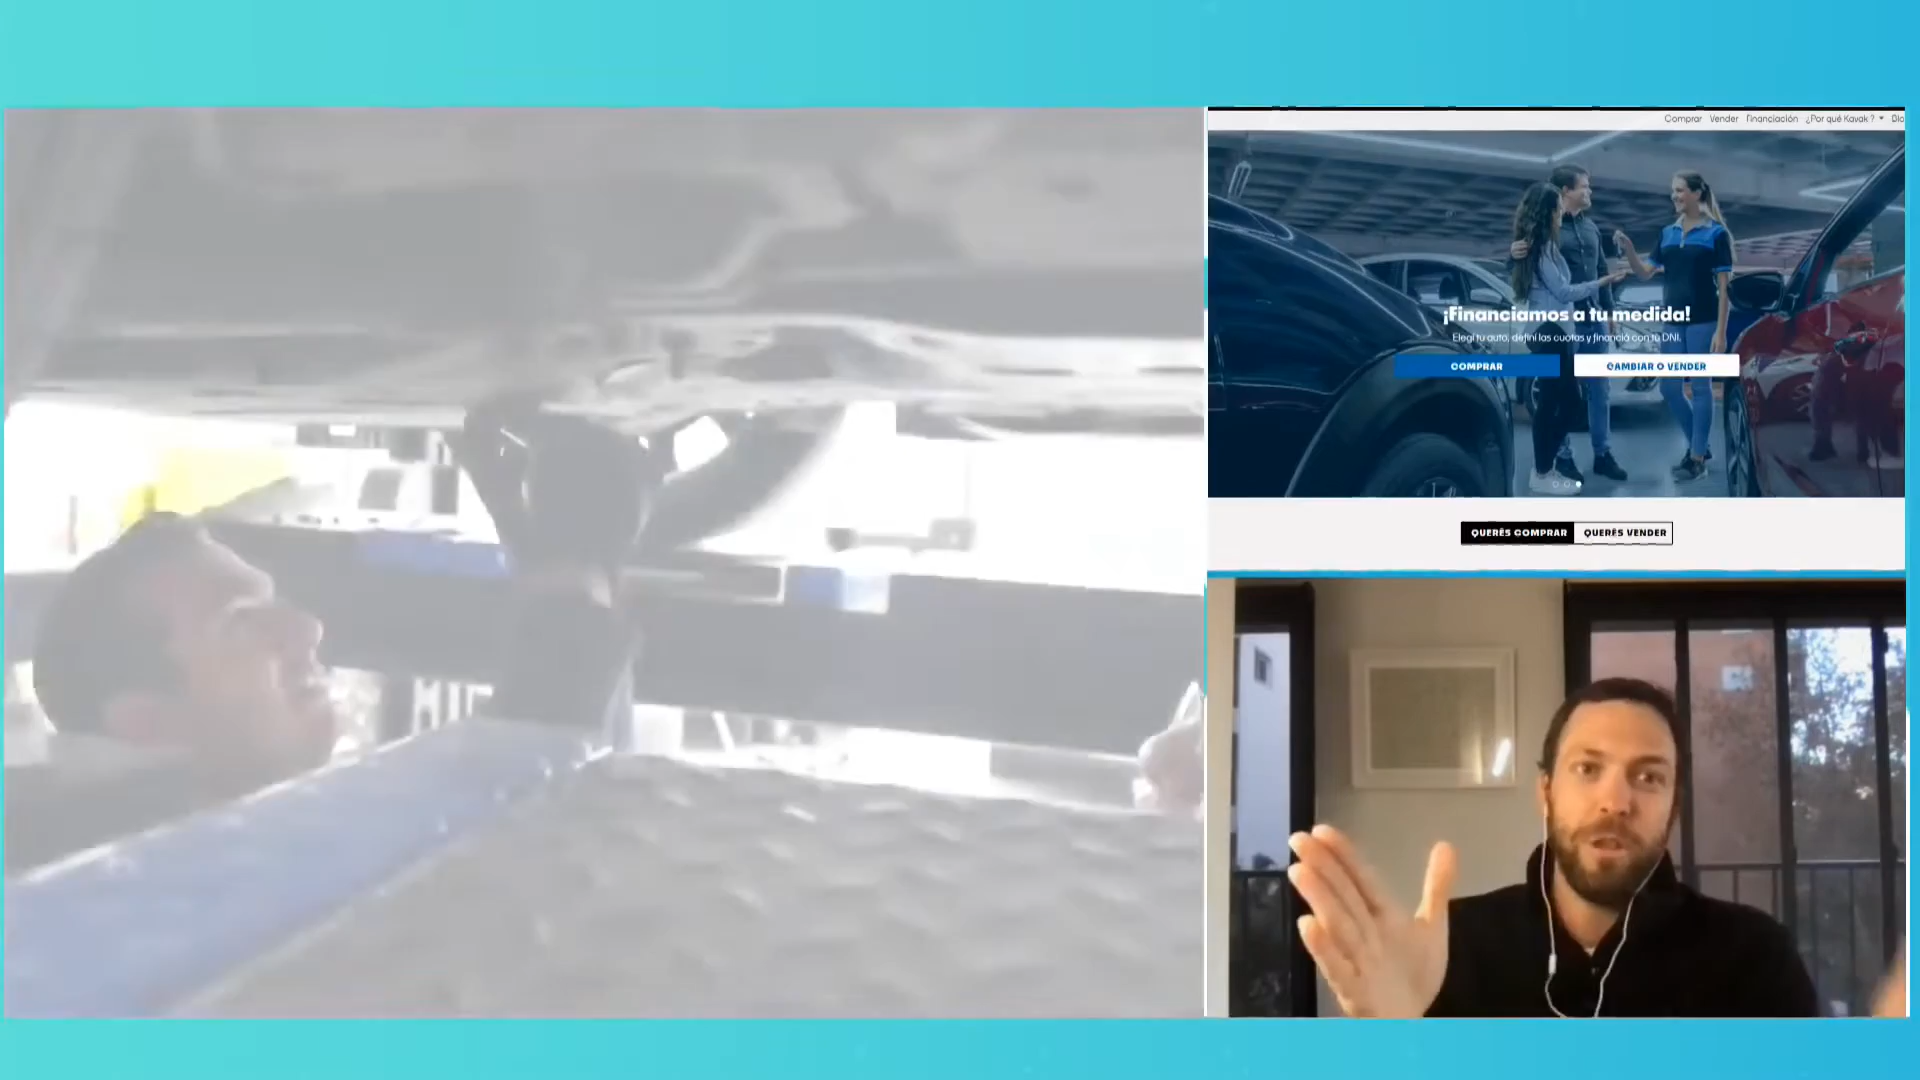 Comprar Vender Financiación ¿Por qué Kavak ?
¡Financiamos a tu medida!
Elegí tu auto, definí las cuotas y financiá con tu DNI.
COMPRAR
CAMBIAR O VENDER
QUERÉS COMPRAR
QUERÉS VENDER